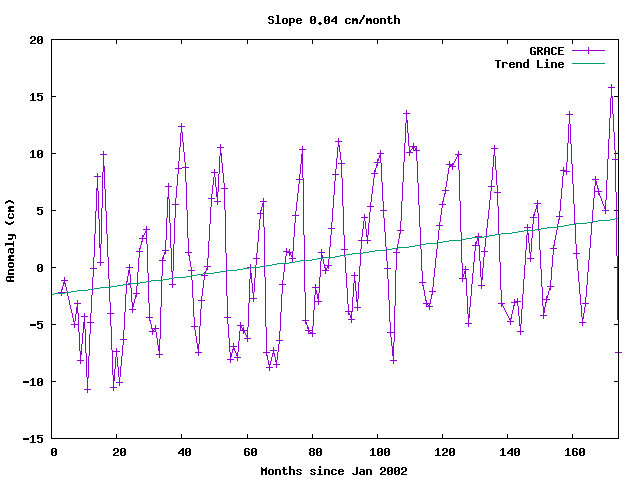 Slope 0.04 cm/month
GRACE
Trend Line
20
15
10
5
0
-5
-10
-15
Anomaly (cm)
0 20 40 60 80 100 120 140 160
Months since Jan 2002